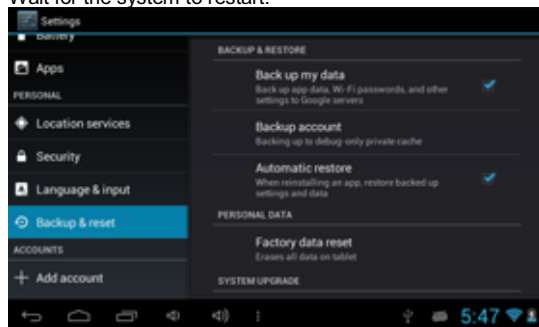 Wait for the system to restart.
Settings
Battery
Apps
PERSONAL
Location services
Security
Language & input
Backup & reset
ACCOUNTS
Add account
BACKUP & RESTORE
Back up my data
Back up app data, Wi-Fi passwords, and other
settings to Google servers
Backup account
Backing up to debug-only private cache
Automatic restore
When reinstalling an app, restore backed up
settings and data
PERSONAL DATA
Factory data reset
Erases all data on tablet
SYSTEM UPGRADE
5:47